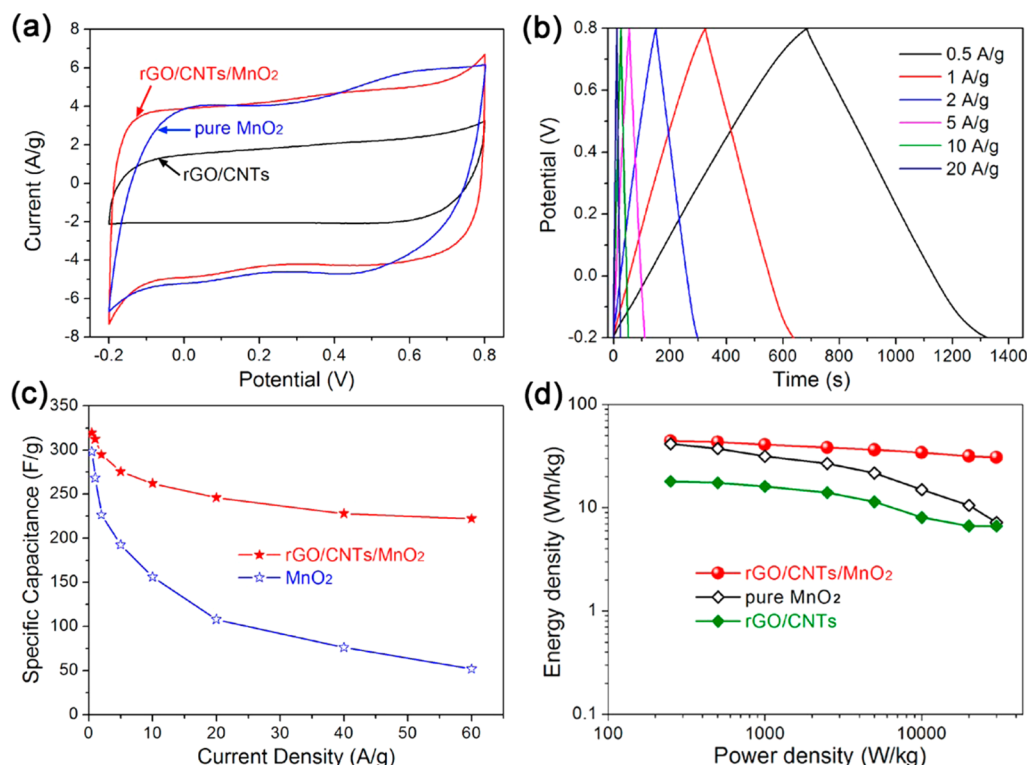 (a)
8
6
4
2
0
-2
-4
-6
-8
Current (A/g)
rGO/CNTs/MnO₂
pure MnO₂
rGO/CNTs
-0.2 0.0 0.2 0.4 0.6 0.8
Potential (V)
(b)
0.8
0.6
0.4
0.2
0.0
-0.2
Potential (V)
0.5 A/g
1 A/g
2 A/g
5 A/g
10 A/g
20 A/g
0 200 400 600 800 1000 1200 1400
Time (s)
(c)
350
300
250
200
150
100
50
0
Specific Capacitance (F/g)
rGO/CNTs/MnO₂
MnO₂
0 10 20 30 40 50 60
Current Density (A/g)
(d)
100
10
1
0.1
Energy density (Wh/kg)
rGO/CNTs/MnO₂
pure MnO₂
rGO/CNTs
100 1000 10000
Power density (W/kg)